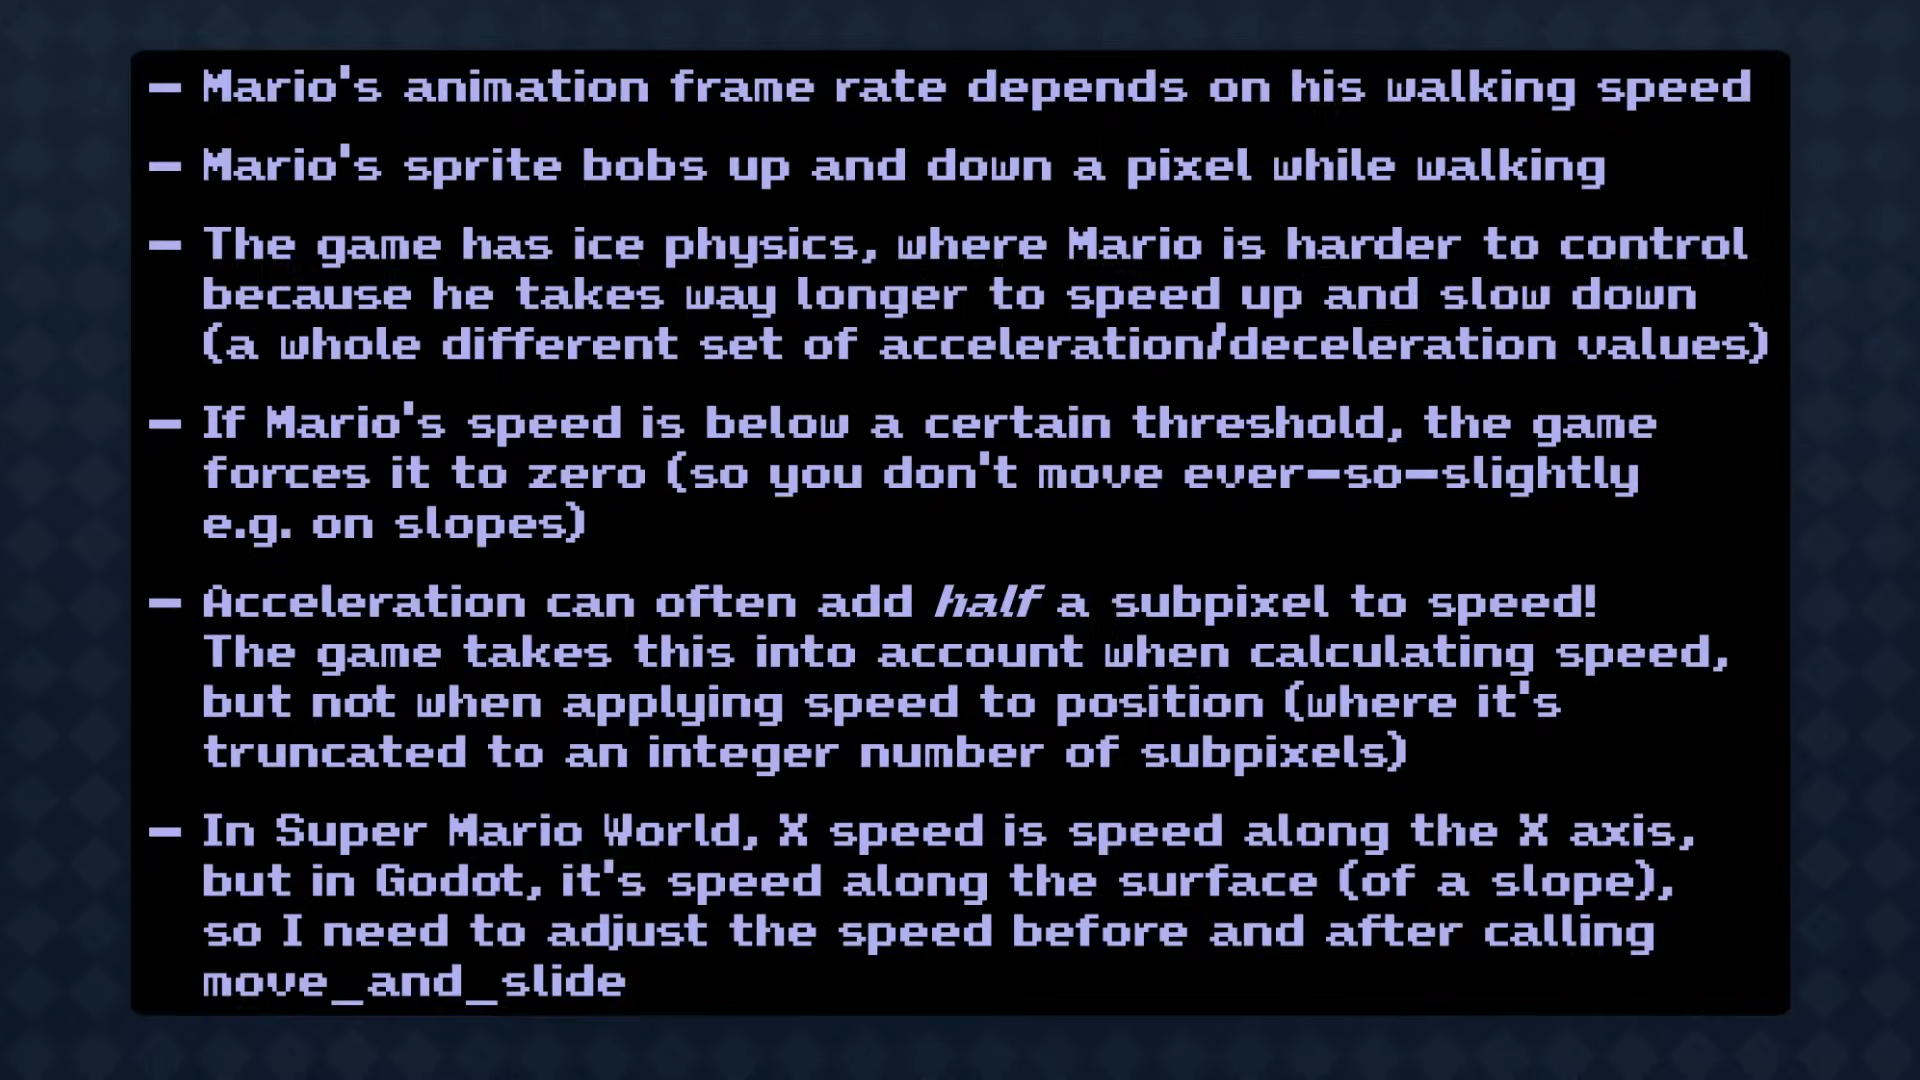 – Mario's animation frame rate depends on his walking speed
– Mario's sprite bobs up and down a pixel while walking
– The game has ice physics, where Mario is harder to control
because he takes way longer to speed up and slow down
(a whole different set of acceleration/deceleration values)
– If Mario's speed is below a certain threshold, the game
forces it to zero (so you don't move ever–so–slightly
e.g. on slopes)
– Acceleration can often add half a subpixel to speed!
The game takes this into account when calculating speed,
but not when applying speed to position (where it's
truncated to an integer number of subpixels)
– In Super Mario World, X speed is speed along the X axis,
but in Godot, it's speed along the surface (of a slope),
so I need to adjust the speed before and after calling
move_and_slide